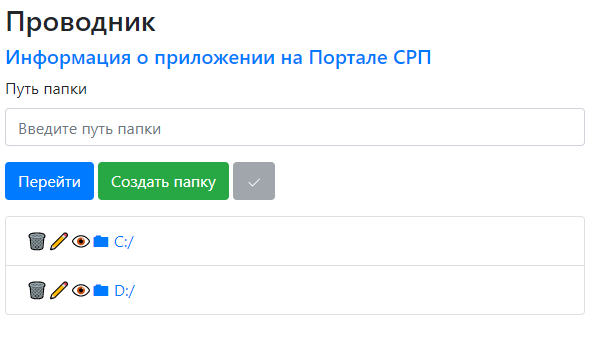 Проводник
Информация о приложении на Портале СРП
Путь папки
Введите путь папки
Перейти Создать папку
C:/
D:/